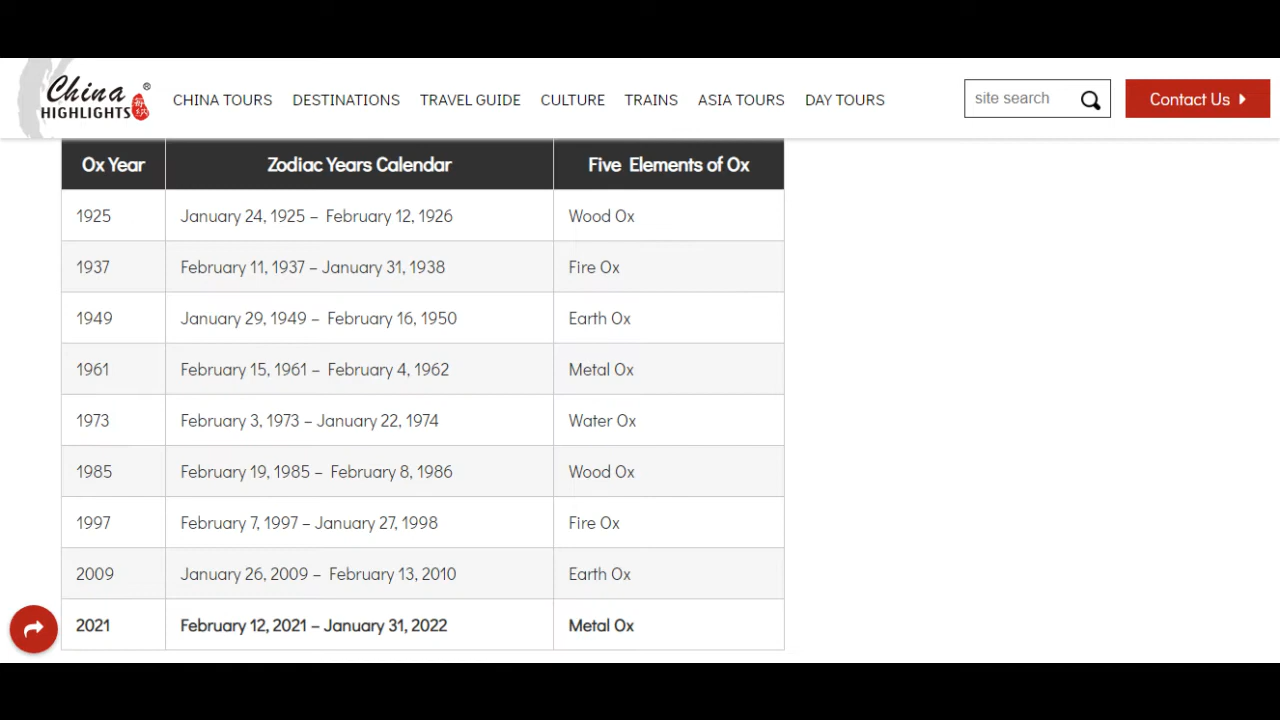 China ®
HIGHLIGHTS
CHINA TOURS DESTINATIONS TRAVEL GUIDE CULTURE TRAINS ASIA TOURS DAY TOURS
site search
Contact Us
Ox Year Zodiac Years Calendar Five Elements of Ox
1925 January 24, 1925 – February 12, 1926 Wood Ox
1937 February 11, 1937 – January 31, 1938 Fire Ox
1949 January 29, 1949 – February 16, 1950 Earth Ox
1961 February 15, 1961 – February 4, 1962 Metal Ox
1973 February 3, 1973 – January 22, 1974 Water Ox
1985 February 19, 1985 – February 8, 1986 Wood Ox
1997 February 7, 1997 – January 27, 1998 Fire Ox
2009 January 26, 2009 – February 13, 2010 Earth Ox
2021 February 12, 2021 – January 31, 2022 Metal Ox